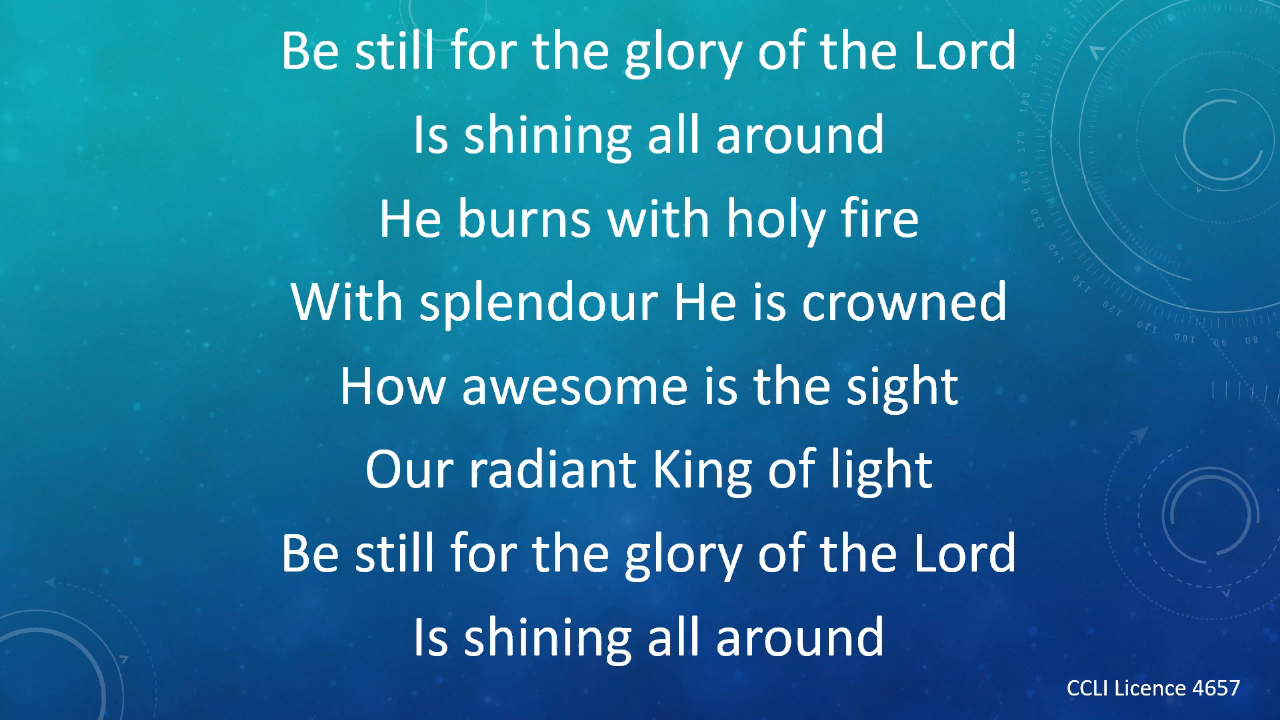 Be still for the glory of the Lord
Is shining all around
He burns with holy fire
With splendour He is crowned
How awesome is the sight
Our radiant King of light
Be still for the glory of the Lord
Is shining all around
CCLI Licence 4657